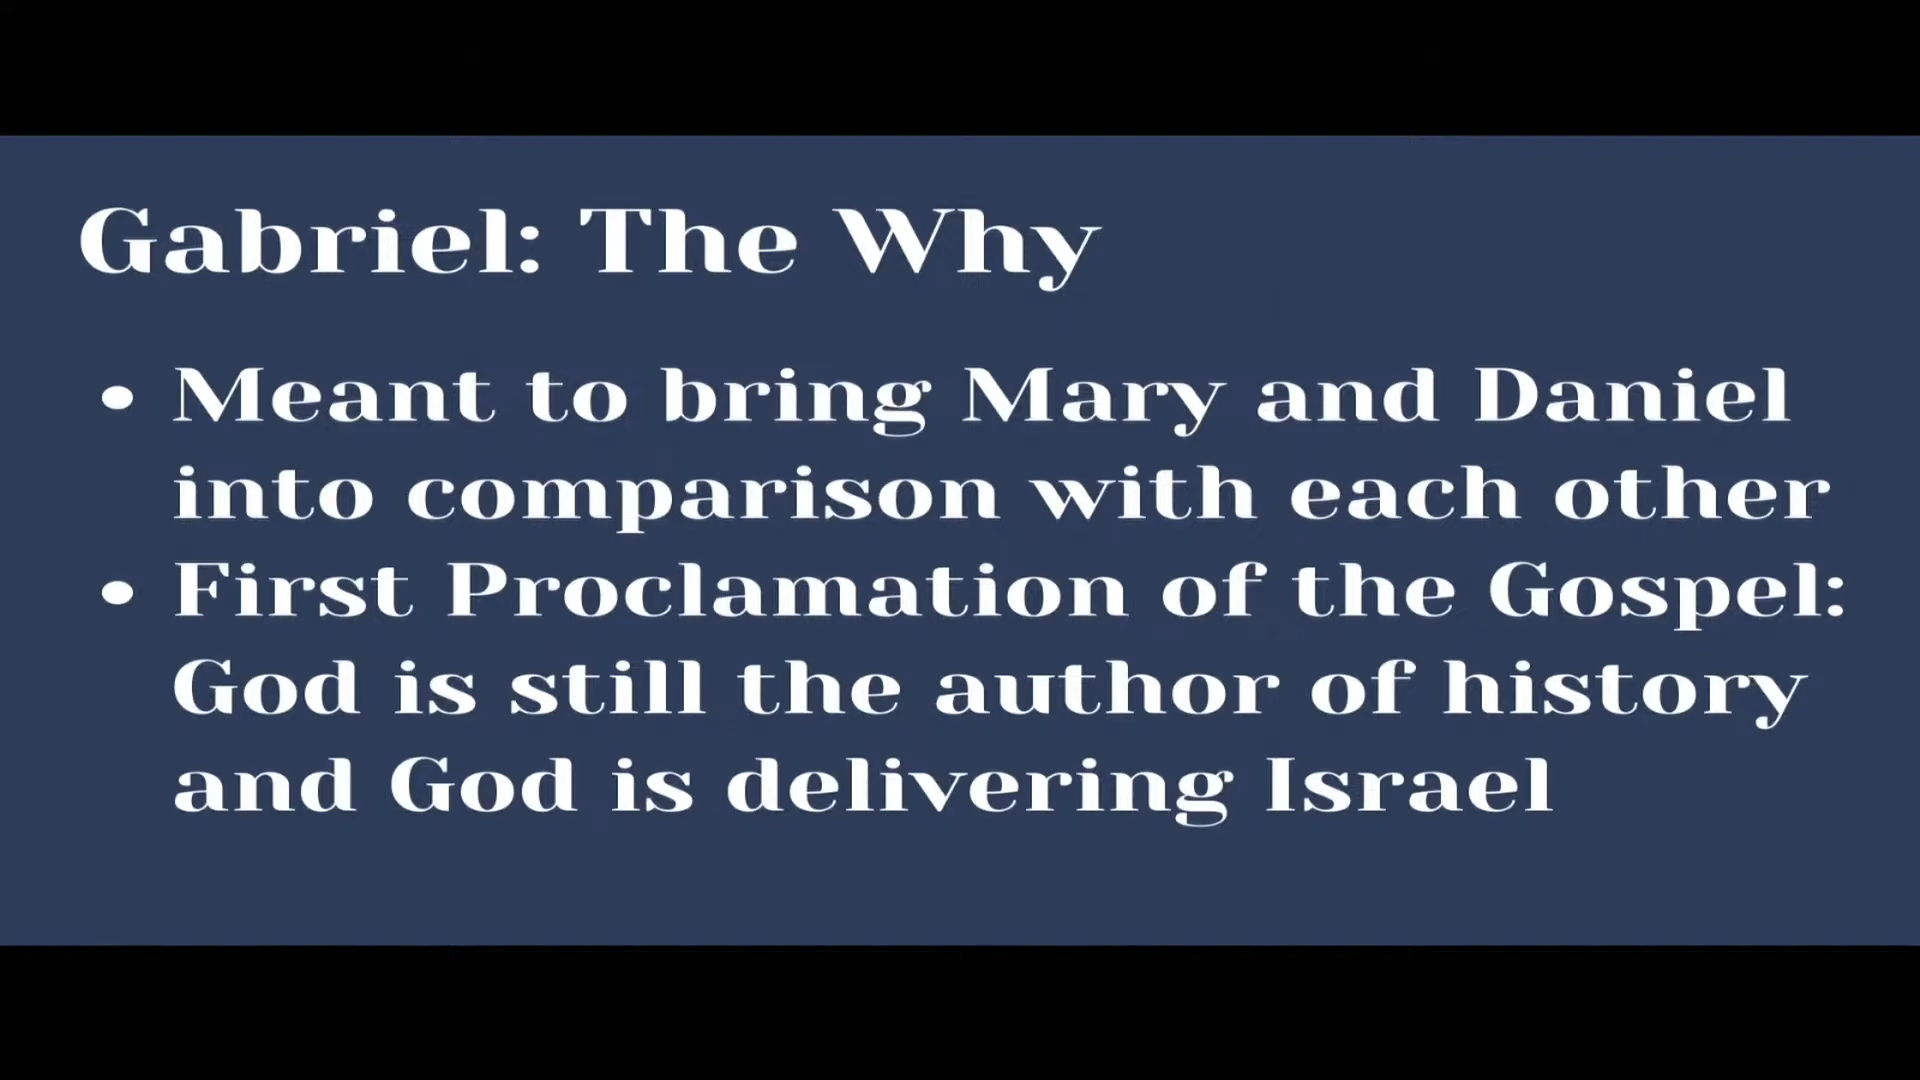 Gabriel: The Why
• Meant to bring Mary and Daniel
into comparison with each other
• First Proclamation of the Gospel:
God is still the author of history
and God is delivering Israel